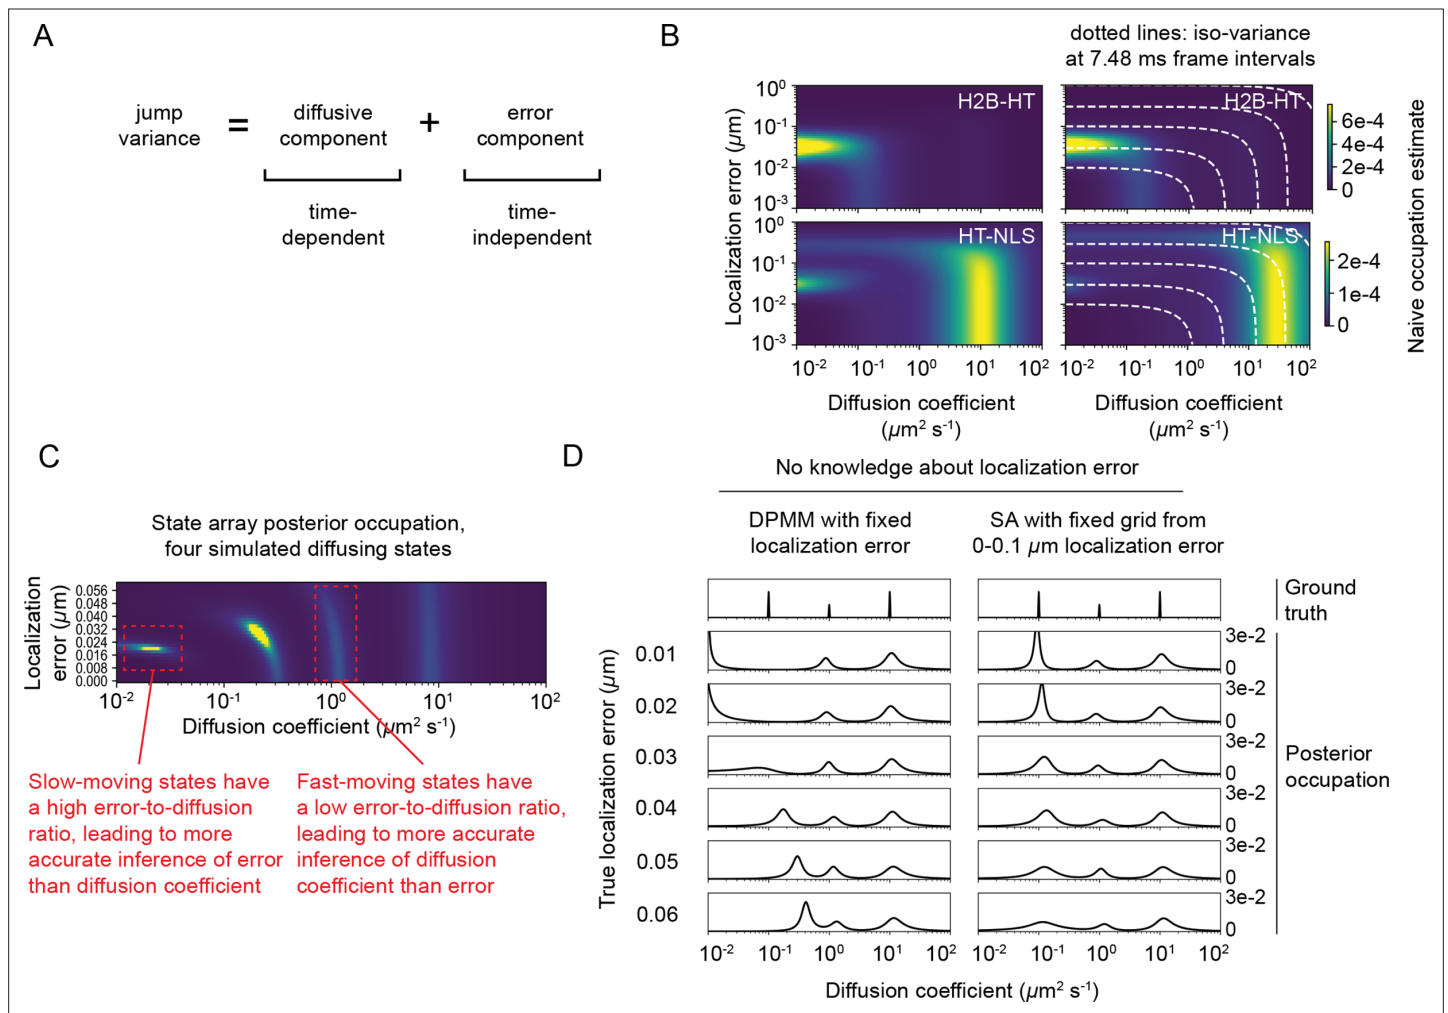 A
jump
variance
=
diffusive
component
+
error
component
time-
dependent
time-
independent
B
dotted lines: iso-variance
at 7.48 ms frame intervals
Localization error (µm)
10⁰
10⁻¹
10⁻²
10⁻³
H2B-HT
H2B-HT
6e-4
4e-4
2e-4
0
10⁰
10⁻¹
10⁻²
10⁻³
HT-NLS
HT-NLS
2e-4
1e-4
0
Naive occupation estimate
10⁻² 10⁻¹ 10⁰ 10¹ 10²
10⁻² 10⁻¹ 10⁰ 10¹ 10²
Diffusion coefficient
(µm² s⁻¹)
Diffusion coefficient
(µm² s⁻¹)
C
State array posterior occupation,
four simulated diffusing states
Localization
error (µm)
0.056
0.048
0.040
0.032
0.024
0.016
0.008
0.000
10⁻² 10⁻¹ 10⁰ 10¹ 10²
Diffusion coefficient (µm² s⁻¹)
Slow-moving states have
a high error-to-diffusion
ratio, leading to more
accurate inference of error
than diffusion coefficient
Fast-moving states have
a low error-to-diffusion ratio,
leading to more accurate
inference of diffusion
coefficient than error
D
No knowledge about localization error
DPMM with fixed
localization error
SA with fixed grid from
0-0.1 µm localization error
Ground
truth
True localization error (µm)
0.01
3e-2
0
0.02
3e-2
0
0.03
3e-2
0
0.04
3e-2
0
0.05
3e-2
0
0.06
3e-2
0
Posterior
occupation
10⁻² 10⁻¹ 10⁰ 10¹ 10²
10⁻² 10⁻¹ 10⁰ 10¹ 10²
Diffusion coefficient (µm² s⁻¹)